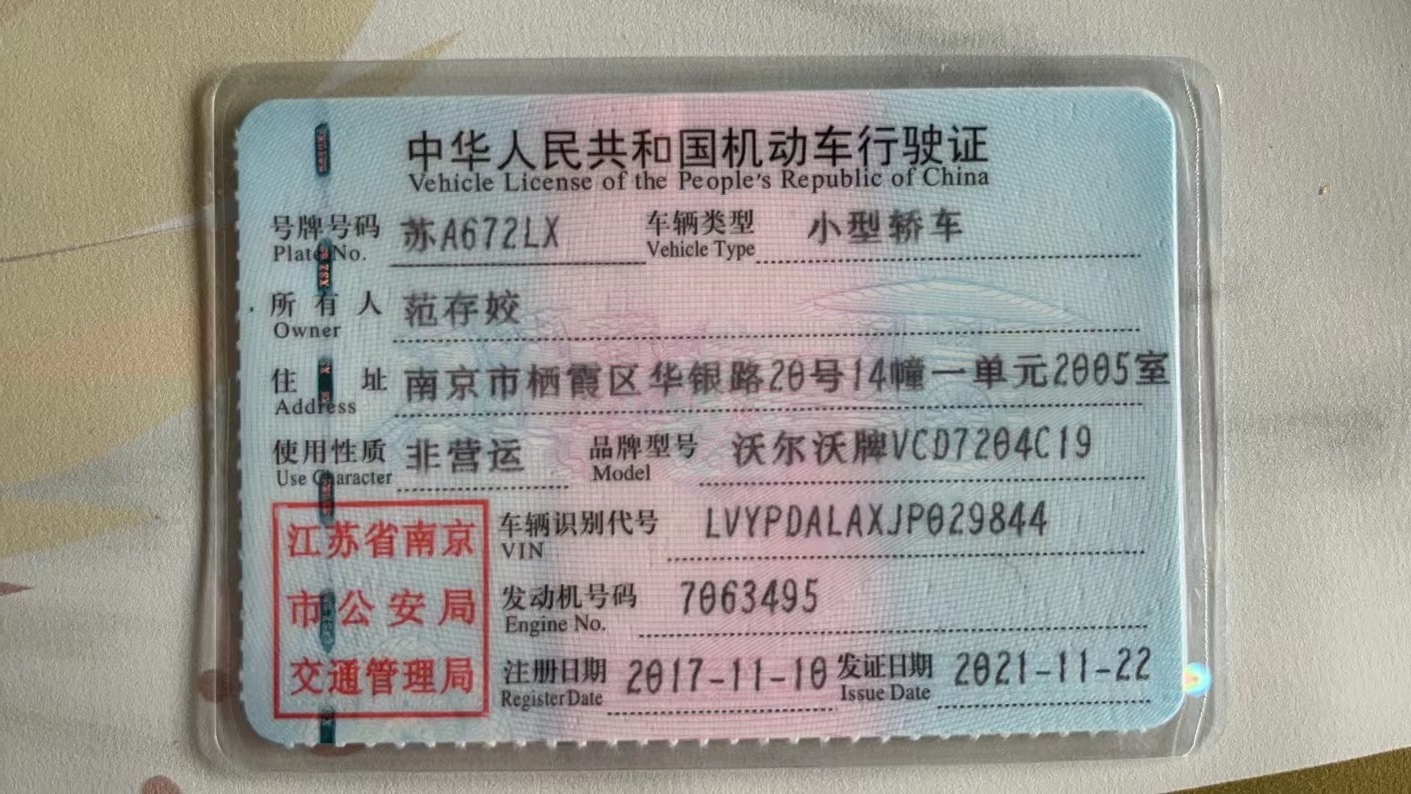 中华人民共和国机动车行驶证
Vehicle License of the People's Republic of China
号牌号码 苏A672LX 车辆类型 小型轿车
Plate No. Vehicle Type
所有人 范存姣
Owner
住址 南京市栖霞区华银路20号14幢一单元2005室
Address
使用性质 非营运 品牌型号 沃尔沃牌VCD7204C19
Use Character Model
江苏省南京
市公安局
交通管理局
车辆识别代号 LVYPDALAXJP029844
VIN
发动机号码 7063495
Engine No.
注册日期 2017-11-10 发证日期 2021-11-22
Register Date Issue Date